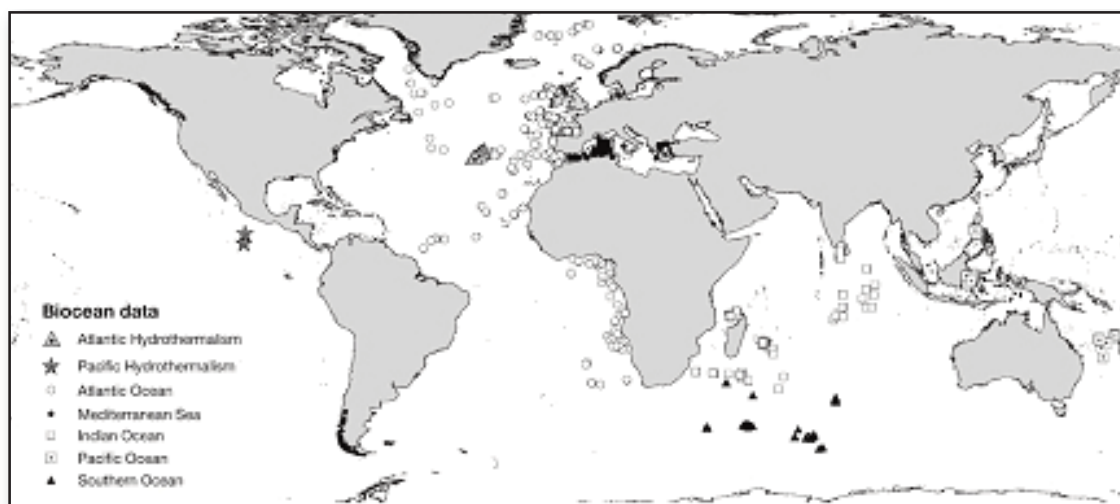 Biocean data
Atlantic Hydrothermalism
Pacific Hydrothermalism
Atlantic Ocean
Mediterranean Sea
Indian Ocean
Pacific Ocean
Southern Ocean